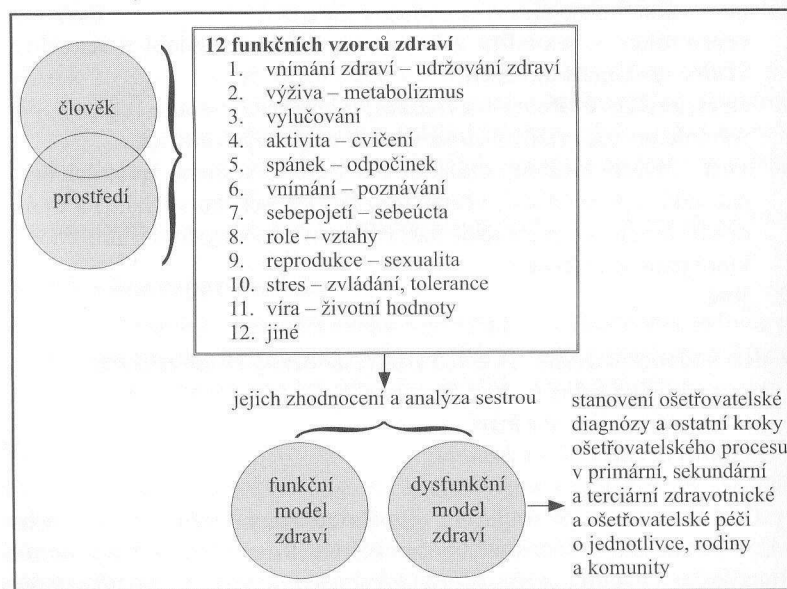 člověk
prostředí
12 funkčních vzorců zdraví
1. vnímání zdraví – udržování zdraví
2. výživa – metabolizmus
3. vylučování
4. aktivita – cvičení
5. spánek – odpočinek
6. vnímání – poznávání
7. sebepojetí – sebeúcta
8. role – vztahy
9. reprodukce – sexualita
10. stres – zvládání, tolerance
11. víra – životní hodnoty
12. jiné
jejich zhodnocení a analýza sestrou
funkční
model
zdraví
dysfunkční
model
zdraví
stanovení ošetřovatelské
diagnózy a ostatní kroky
ošetřovatelského procesu
v primární, sekundární
a terciární zdravotnické
a ošetřovatelské péči
o jednotlivce, rodiny
a komunity